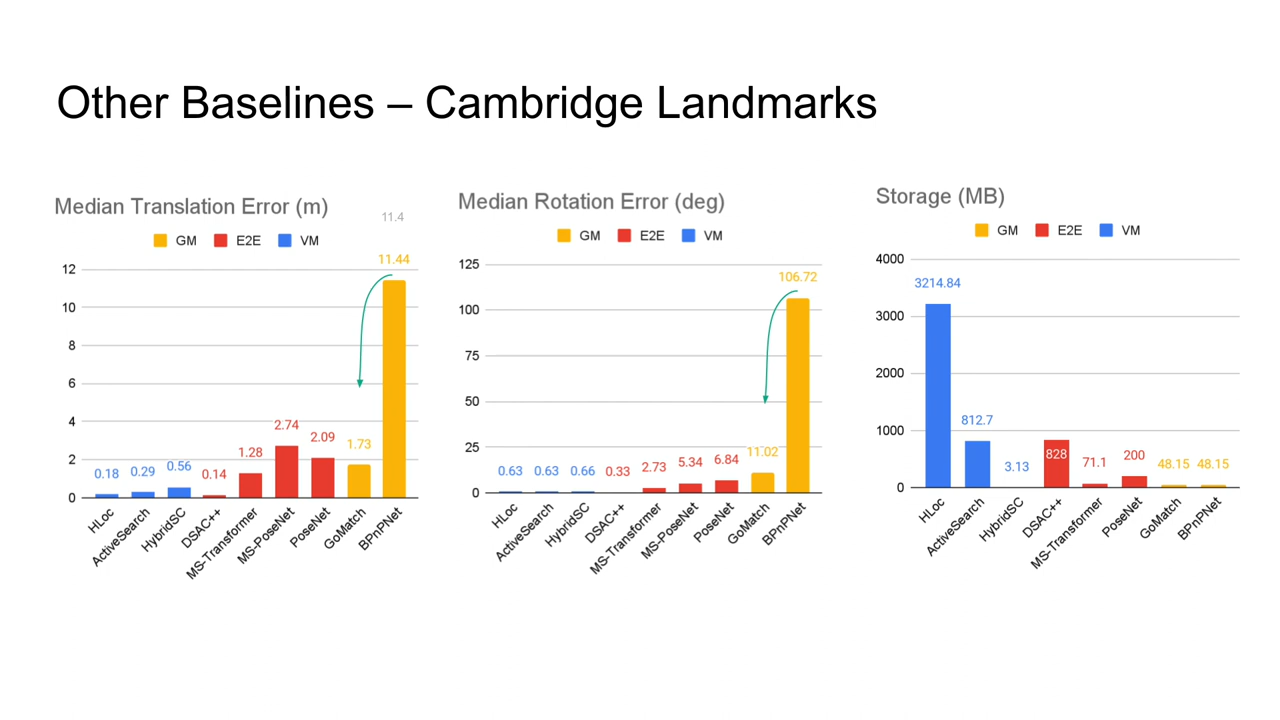 Other Baselines – Cambridge Landmarks
Median Translation Error (m)
11.4
GM E2E VM
12
10
8
6
4
2
0
0.18
0.29
0.56
0.14
1.28
2.74
2.09
1.73
11.44
HLoc
ActiveSearch
HybridSC
DSAC++
MS-Transformer
MS-PoseNet
PoseNet
GoMatch
BPnPNet
Median Rotation Error (deg)
GM E2E VM
125
100
75
50
25
0
0.63
0.63
0.66
0.33
2.73
5.34
6.84
11.02
106.72
HLoc
ActiveSearch
HybridSC
DSAC++
MS-Transformer
MS-PoseNet
PoseNet
GoMatch
BPnPNet
Storage (MB)
GM E2E VM
4000
3000
2000
1000
0
3214.84
812.7
3.13
828
71.1
200
48.15
48.15
HLoc
ActiveSearch
HybridSC
DSAC++
MS-Transformer
PoseNet
GoMatch
BPnPNet